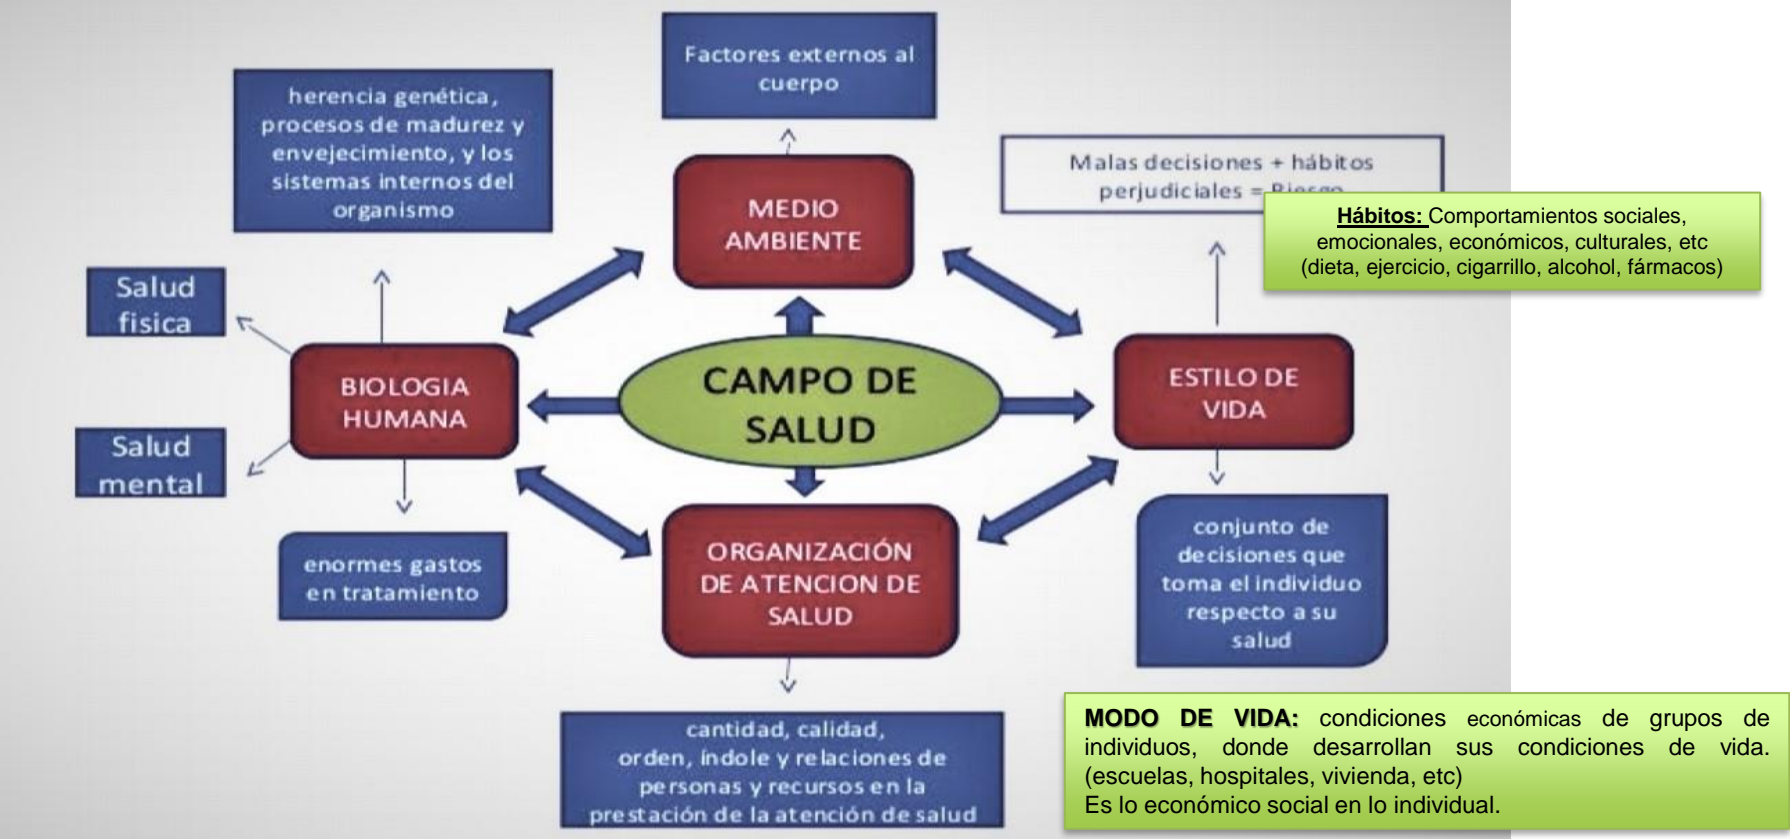 Factores externos al
cuerpo
herencia genética,
procesos de madurez y
envejecimiento, y los
sistemas internos del
organismo
Malas decisiones + hábitos
perjudiciales = Riesgo
Hábitos: Comportamientos sociales,
emocionales, económicos, culturales, etc
(dieta, ejercicio, cigarrillo, alcohol, fármacos)
MEDIO
AMBIENTE
Salud
fisica
BIOLOGIA
HUMANA
CAMPO DE
SALUD
ESTILO DE
VIDA
Salud
mental
enormes gastos
en tratamiento
ORGANIZACIÓN
DE ATENCION DE
SALUD
conjunto de
decisiones que
toma el individuo
respecto a su
salud
cantidad, calidad,
orden, índole y relaciones de
personas y recursos en la
prestación de la atención de salud
MODO DE VIDA: condiciones económicas de grupos de
individuos, donde desarrollan sus condiciones de vida.
(escuelas, hospitales, vivienda, etc)
Es lo económico social en lo individual.